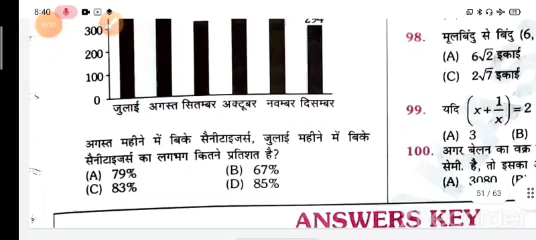 8:40
300
200
100
0
जुलाई अगस्त सितम्बर अक्टूबर नवम्बर दिसम्बर
अगस्त महीने में बिके सैनीटाइजर्स, जुलाई महीने में बिके
सैनीटाइजर्स का लगभग कितने प्रतिशत है?
(A) 79% (B) 67%
(C) 83% (D) 85%
98. मूलबिंदु से बिंदु (6,
(A) 6√2 इकाई
(C) 2√7 इकाई
99. यदि (x+1/x)=2
(A) 3 (B)
100. अगर बेलन का वक्र
सेमी. है, तो इसका
(A) 3080
51 / 63
ANSWERS KEY